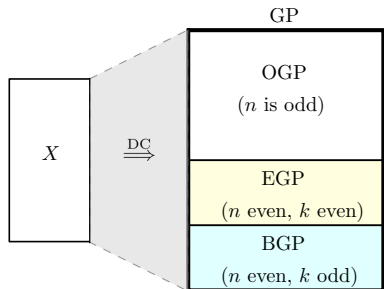 GP
OGP
(n is odd)
X
DC
⟹
EGP
(n even, k even)
BGP
(n even, k odd)